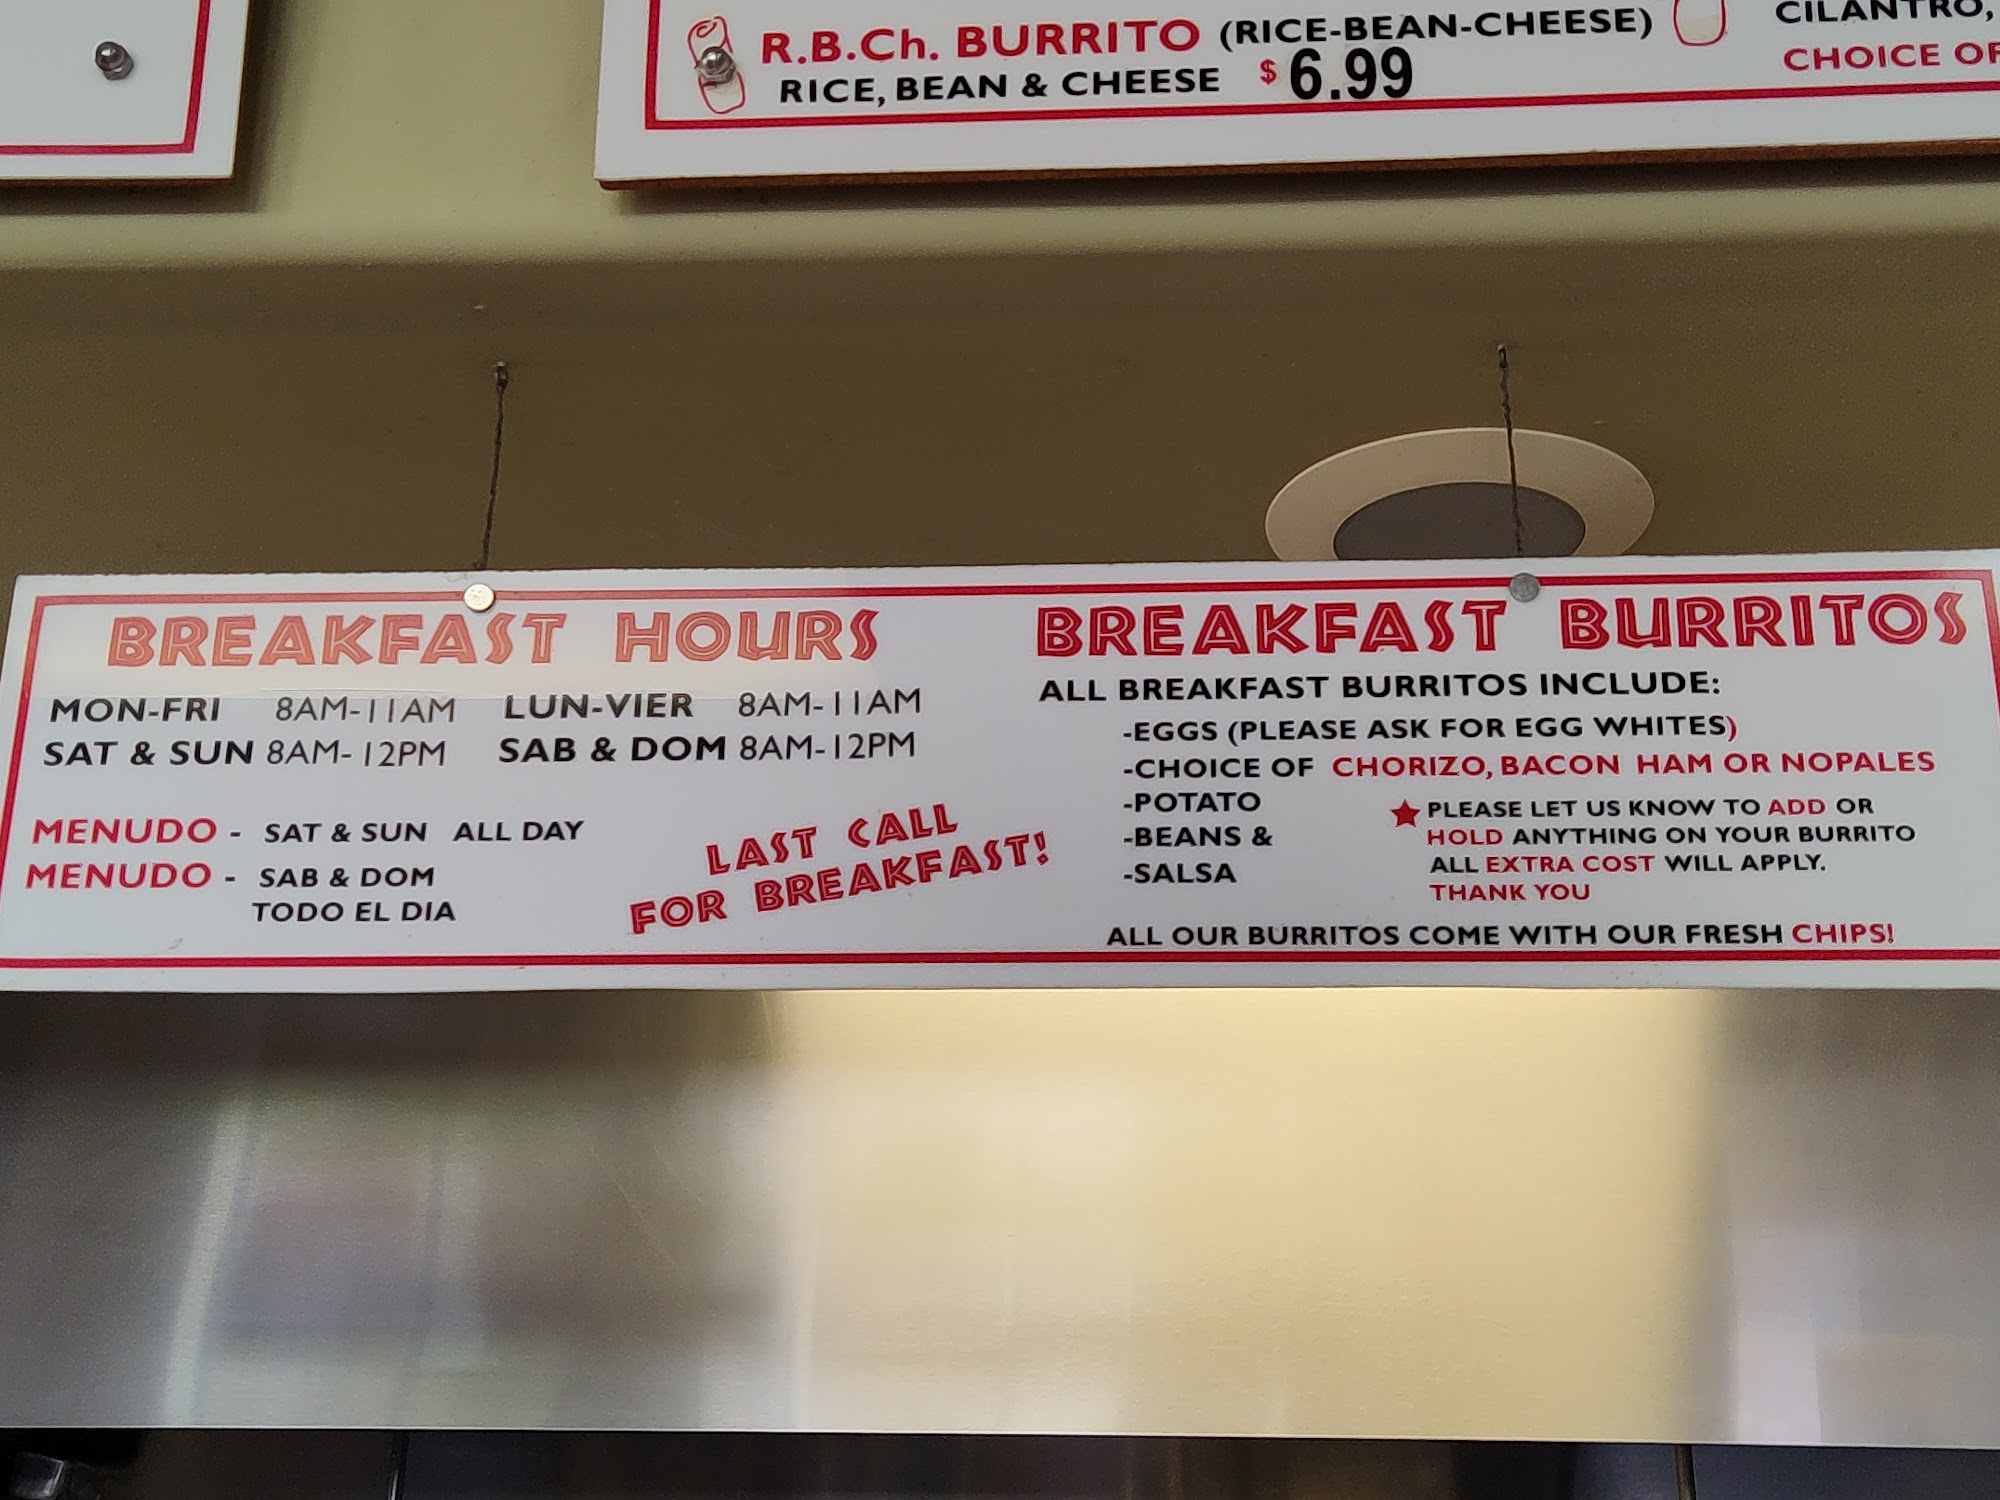 R.B.Ch. BURRITO (RICE-BEAN-CHEESE)
RICE, BEAN & CHEESE $ 6.99
CILANTRO,
CHOICE OF
BREAKFAST HOURS
MON-FRI 8AM-11AM LUN-VIER 8AM-11AM
SAT & SUN 8AM-12PM SAB & DOM 8AM-12PM
MENUDO - SAT & SUN ALL DAY
MENUDO - SAB & DOM
TODO EL DIA
LAST CALL
FOR BREAKFAST!
BREAKFAST BURRITOS
ALL BREAKFAST BURRITOS INCLUDE:
-EGGS (PLEASE ASK FOR EGG WHITES)
-CHOICE OF CHORIZO, BACON HAM OR NOPALES
-POTATO
-BEANS &
-SALSA
PLEASE LET US KNOW TO ADD OR
HOLD ANYTHING ON YOUR BURRITO
ALL EXTRA COST WILL APPLY.
THANK YOU
ALL OUR BURRITOS COME WITH OUR FRESH CHIPS!